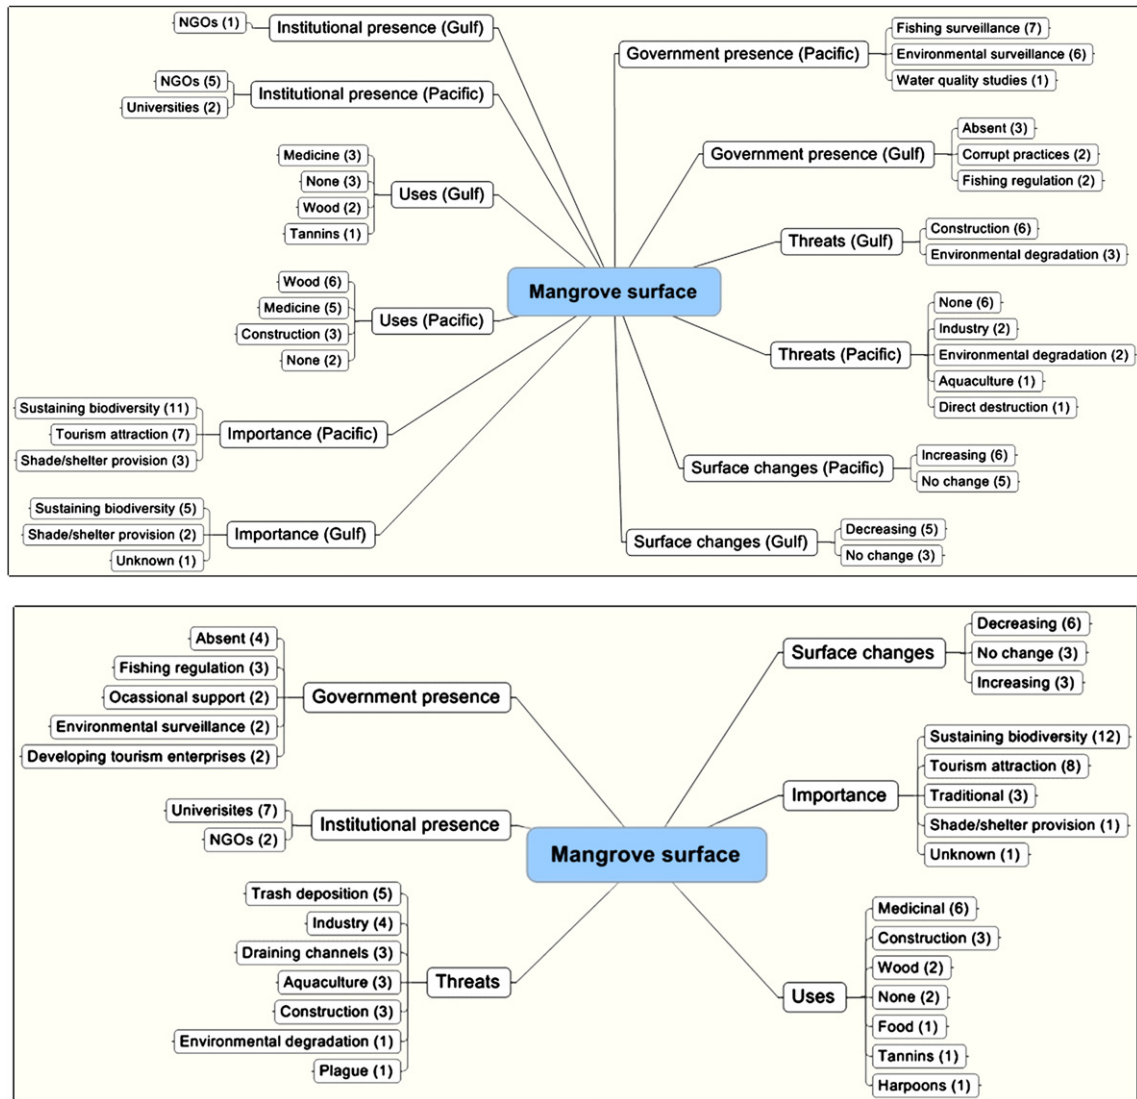 NGOs (1)
Institutional presence (Gulf)
NGOs (5)
Universities (2)
Institutional presence (Pacific)
Medicine (3)
None (3)
Wood (2)
Tannins (1)
Uses (Gulf)
Wood (6)
Medicine (5)
Construction (3)
None (2)
Uses (Pacific)
Sustaining biodiversity (11)
Tourism attraction (7)
Shade/shelter provision (3)
Importance (Pacific)
Sustaining biodiversity (5)
Shade/shelter provision (2)
Unknown (1)
Importance (Gulf)
Mangrove surface
Government presence (Pacific)
Fishing surveillance (7)
Environmental surveillance (6)
Water quality studies (1)
Government presence (Gulf)
Absent (3)
Corrupt practices (2)
Fishing regulation (2)
Threats (Gulf)
Construction (6)
Environmental degradation (3)
Threats (Pacific)
None (6)
Industry (2)
Environmental degradation (2)
Aquaculture (1)
Direct destruction (1)
Surface changes (Pacific)
Increasing (6)
No change (5)
Surface changes (Gulf)
Decreasing (5)
No change (3)
Absent (4)
Fishing regulation (3)
Ocassional support (2)
Environmental surveillance (2)
Developing tourism enterprises (2)
Government presence
Univerisites (7)
NGOs (2)
Institutional presence
Trash deposition (5)
Industry (4)
Draining channels (3)
Aquaculture (3)
Construction (3)
Environmental degradation (1)
Plague (1)
Threats
Mangrove surface
Surface changes
Decreasing (6)
No change (3)
Increasing (3)
Importance
Sustaining biodiversity (12)
Tourism attraction (8)
Traditional (3)
Shade/shelter provision (1)
Unknown (1)
Uses
Medicinal (6)
Construction (3)
Wood (2)
None (2)
Food (1)
Tannins (1)
Harpoons (1)